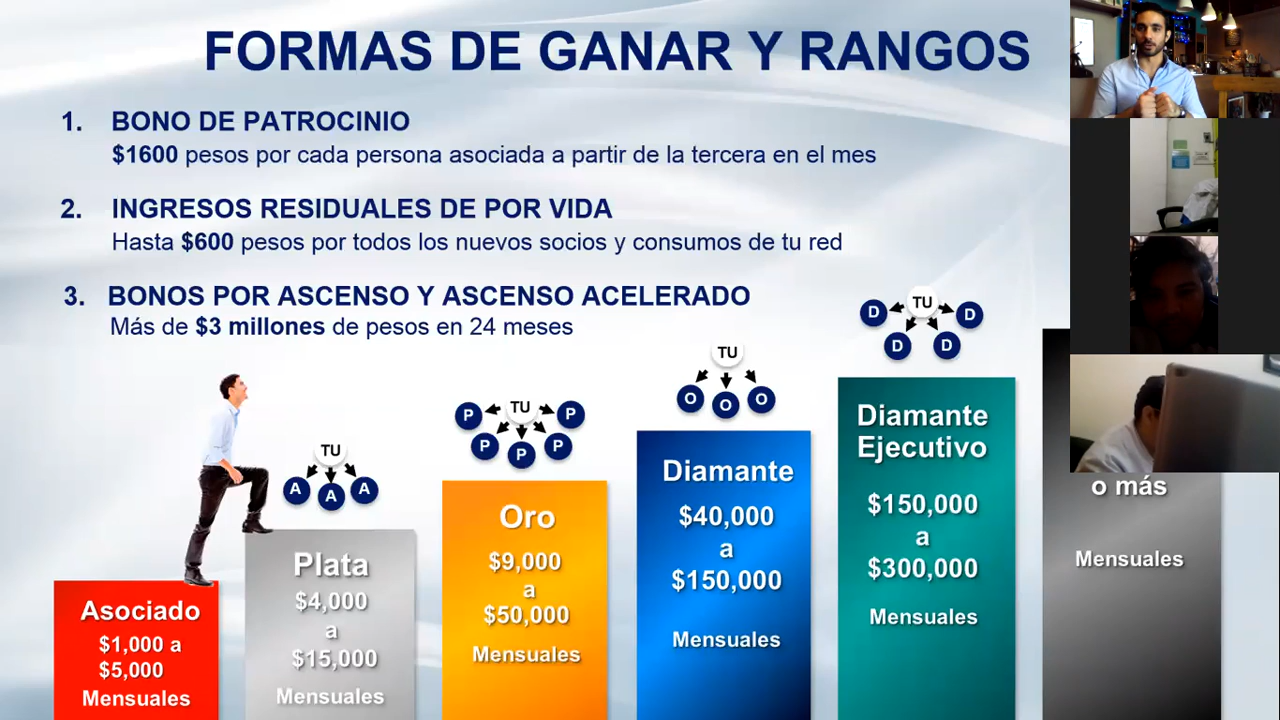 FORMAS DE GANAR Y RANGOS
1. BONO DE PATROCINIO
$1600 pesos por cada persona asociada a partir de la tercera en el mes
2. INGRESOS RESIDUALES DE POR VIDA
Hasta $600 pesos por todos los nuevos socios y consumos de tu red
3. BONOS POR ASCENSO Y ASCENSO ACELERADO
Más de $3 millones de pesos en 24 meses
TU
A A A
Asociado
$1,000 a
$5,000
Mensuales
Plata
$4,000
a
$15,000
Mensuales
TU
P P P P P
Oro
$9,000
a
$50,000
Mensuales
TU
O O O
Diamante
$40,000
a
$150,000
Mensuales
TU
D D D D
Diamante
Ejecutivo
$150,000
a
$300,000
Mensuales
o más
Mensuales